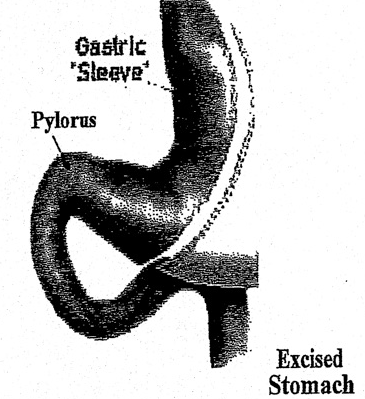 Gastric
"Sleeve"
Pylorus
Excised
Stomach